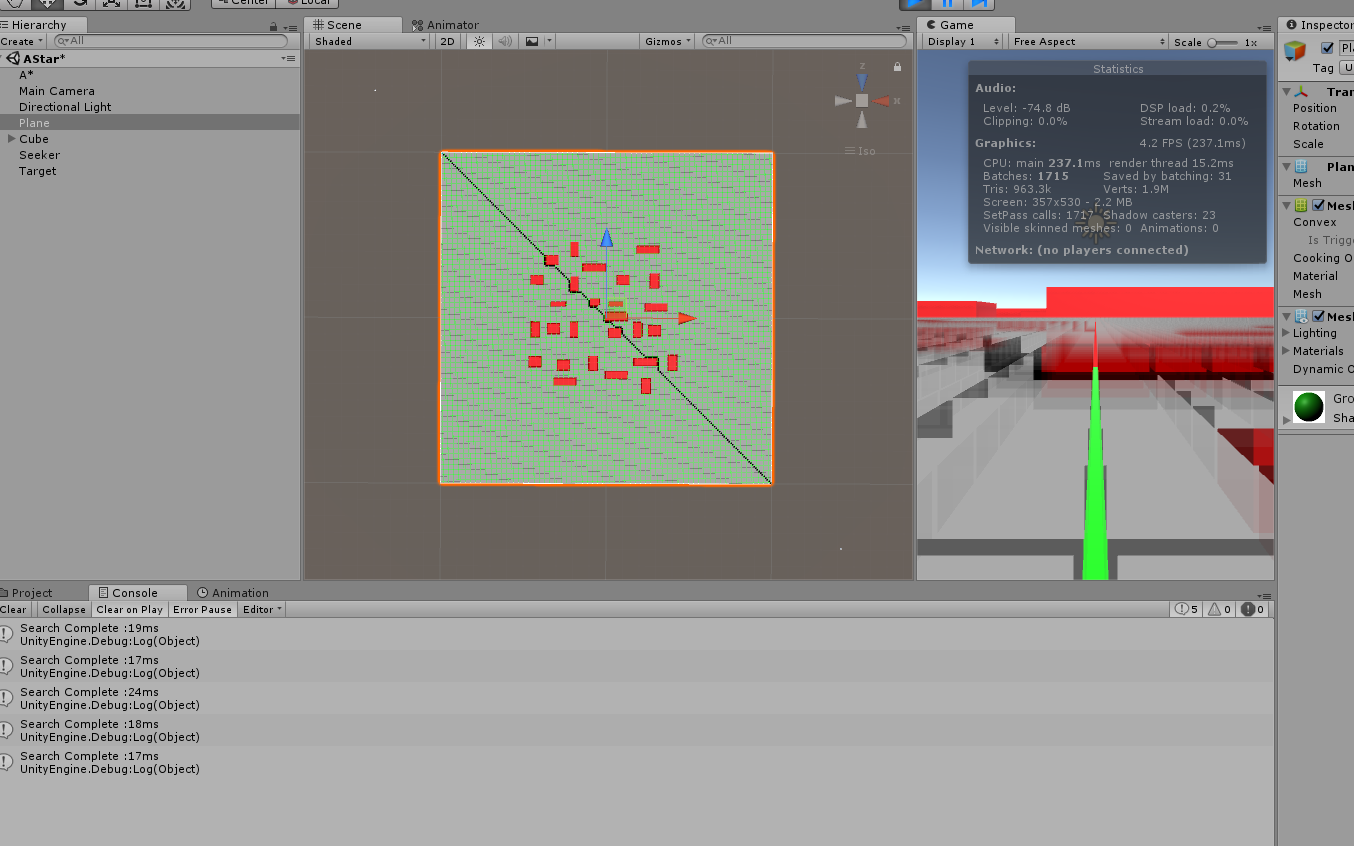 Center
Local
Hierarchy
Create
All
AStar*
A*
Main Camera
Directional Light
Plane
Cube
Seeker
Target
Scene
Animator
Shaded
2D
Gizmos
All
z
x
Iso
Game
Display 1
Free Aspect
Scale
1x
Statistics
Audio:
Level: -74.8 dB
DSP load: 0.2%
Clipping: 0.0%
Stream load: 0.0%
Graphics:
4.2 FPS (237.1ms)
CPU: main 237.1ms render thread 15.2ms
Batches: 1715
Saved by batching: 31
Tris: 963.3k
Verts: 1.9M
Screen: 357x530 - 2.2 MB
SetPass calls: 1717
Shadow casters: 23
Visible skinned meshes: 0 Animations: 0
Network: (no players connected)
Inspecto
Pl
Tag
U
Tran
Position
Rotation
Scale
Plan
Mesh
Mes
Convex
Is Trigge
Cooking O
Material
Mesh
Mes
Lighting
Materials
Dynamic O
Gro
Sha
Project
Console
Animation
Clear
Collapse
Clear on Play
Error Pause
Editor
5
0
0
Search Complete :19ms
UnityEngine.Debug:Log(Object)
Search Complete :17ms
UnityEngine.Debug:Log(Object)
Search Complete :24ms
UnityEngine.Debug:Log(Object)
Search Complete :18ms
UnityEngine.Debug:Log(Object)
Search Complete :17ms
UnityEngine.Debug:Log(Object)